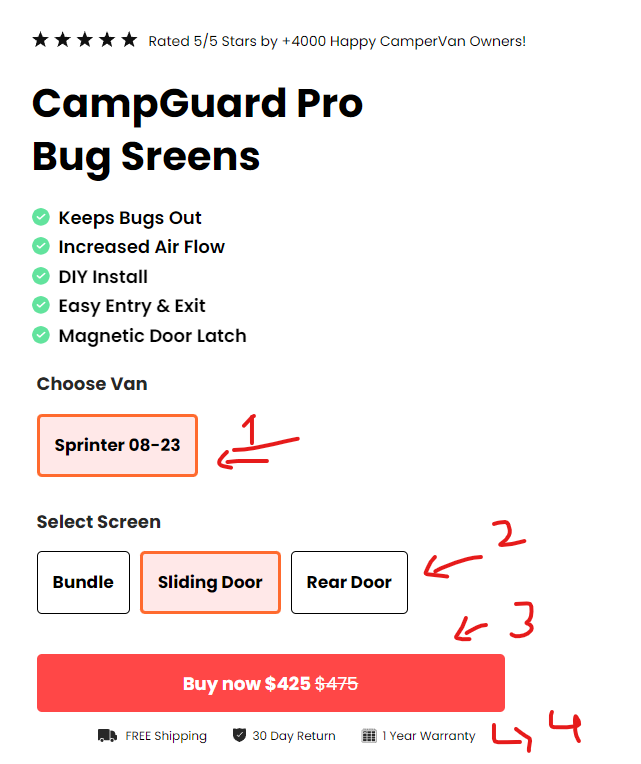 Rated 5/5 Stars by +4000 Happy CamperVan Owners!
CampGuard Pro
Bug Sreens
Keeps Bugs Out
Increased Air Flow
DIY Install
Easy Entry & Exit
Magnetic Door Latch
Choose Van
Sprinter 08-23
1
Select Screen
2
Bundle Sliding Door Rear Door
3
Buy now $425 $475
FREE Shipping 30 Day Return 1 Year Warranty
4